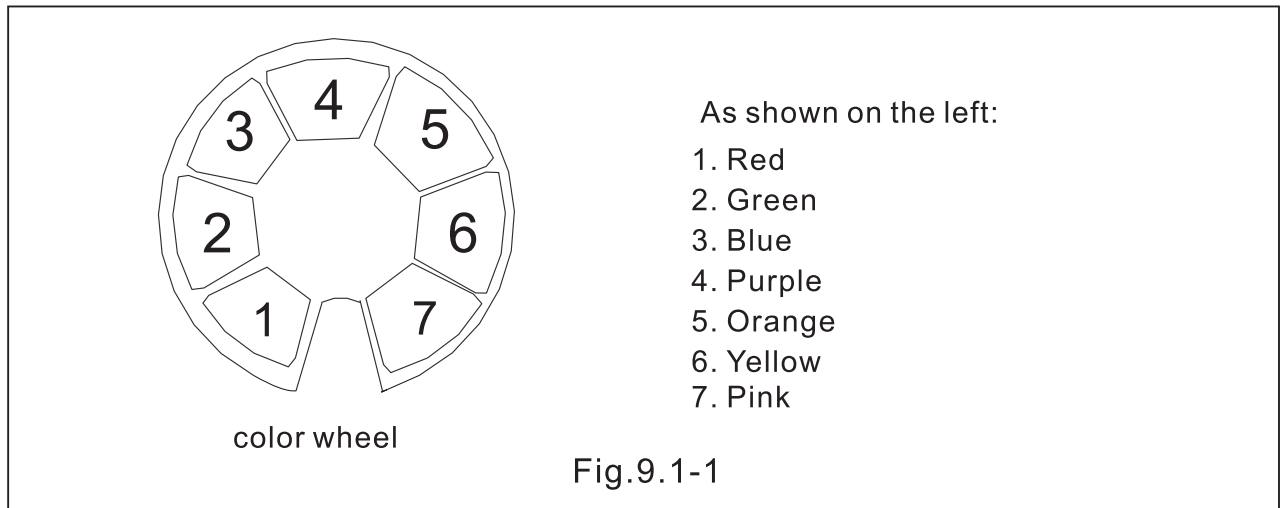 4
3
5
2
6
1
7
color wheel
As shown on the left:
1. Red
2. Green
3. Blue
4. Purple
5. Orange
6. Yellow
7. Pink
Fig.9.1-1